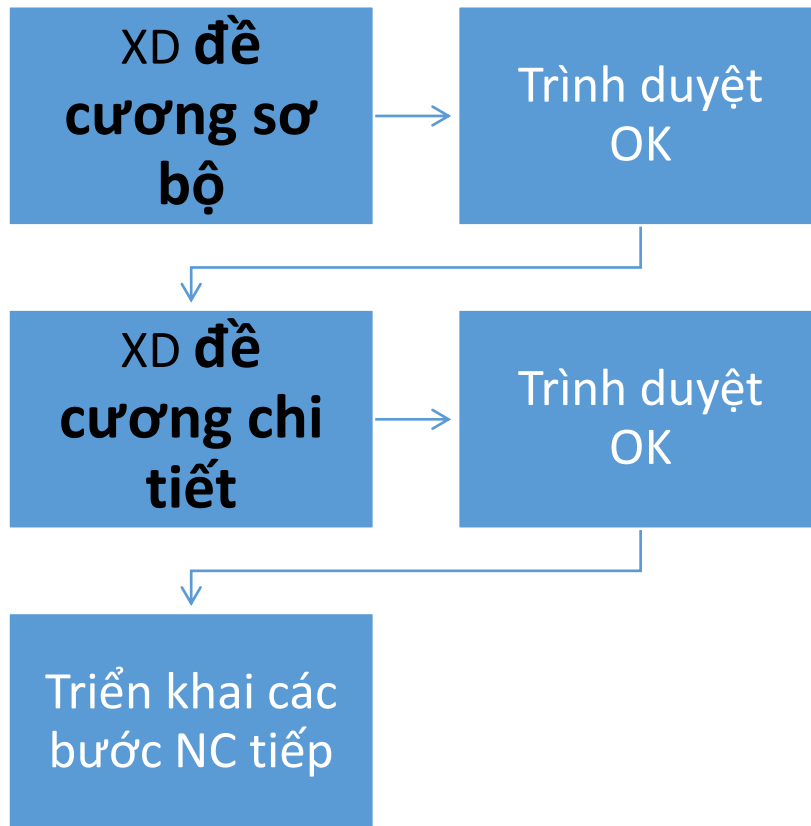 XD đề
cương sơ
bộ
Trình duyệt
OK
XD đề
cương chi
tiết
Trình duyệt
OK
Triển khai các
bước NC tiếp